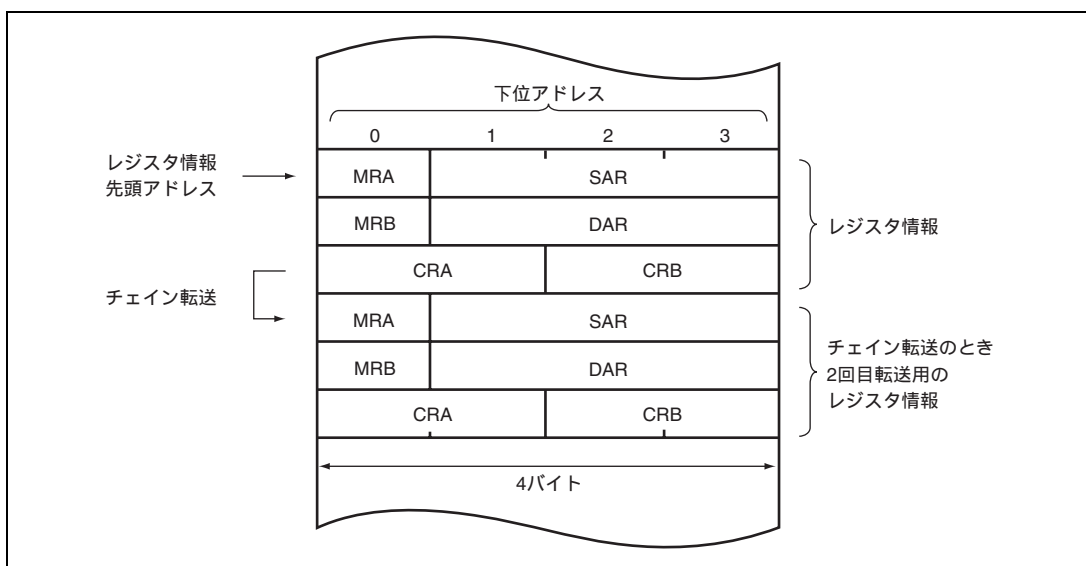 下位アドレス
0 1 2 3
レジスタ情報
先頭アドレス
MRA SAR
MRB DAR
レジスタ情報
CRA CRB
チェイン転送
MRA SAR
MRB DAR
チェイン転送のとき
2回目転送用の
レジスタ情報
CRA CRB
4バイト